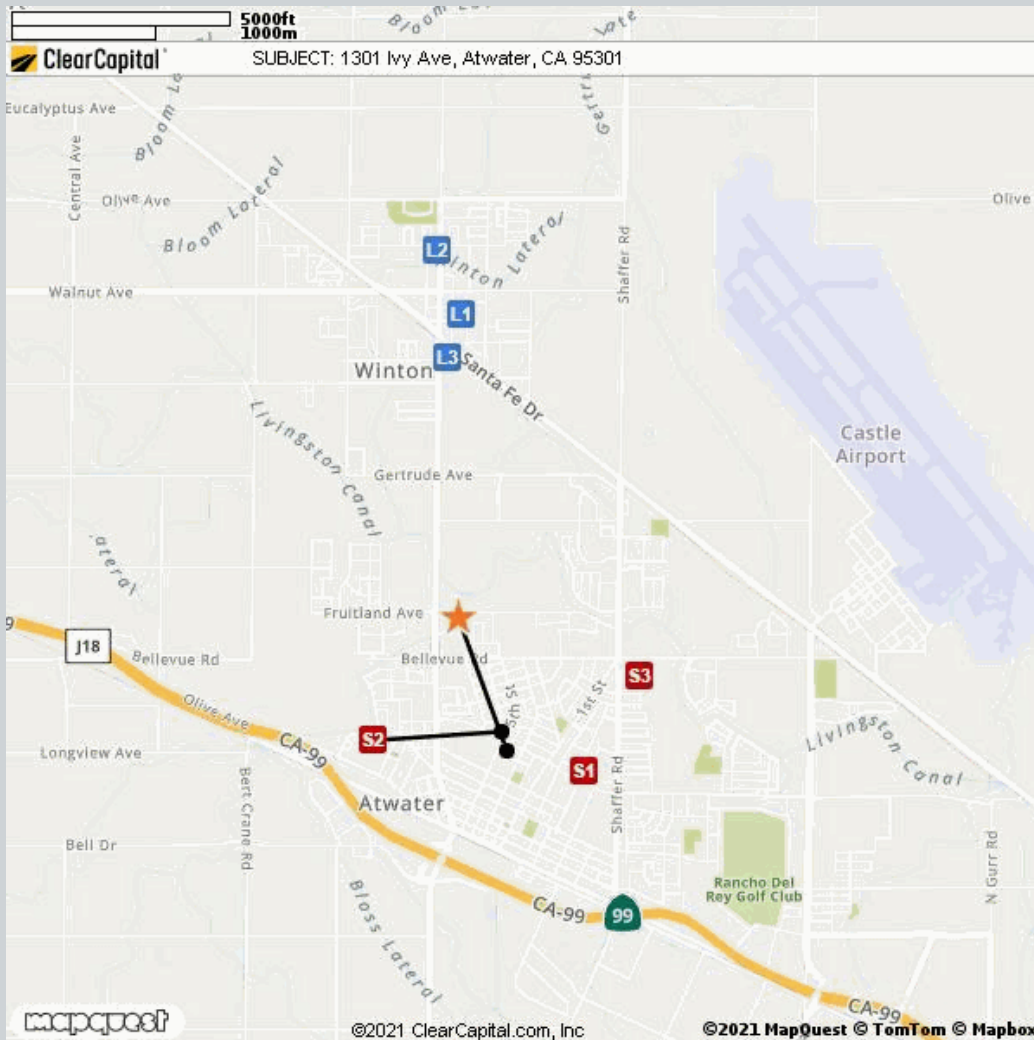 5000ft
1000m
ClearCapital
SUBJECT: 1301 Ivy Ave, Atwater, CA 95301
Eucalyptus Ave
Bloom
Central Ave
Olive Ave
Bloom Lateral
Olive
Shaffer Rd
L2
Walnut Ave
L1
L3
Santa Fe Dr
Winton
Castle
Airport
Livingston Canal
Gertrude Ave
Fruitland Ave
J18
Bellevue Rd
Bellevue Rd
S3
5th St
1st St
Olive Ave
S2
CA-99
Longview Ave
S1
Livingston Canal
Bert Crane Rd
Shaffer Rd
Atwater
Bell Dr
N Gurr Rd
Rancho Del
Rey Golf Club
Bloss Lateral
CA-99
99
CA-99
mapquest
©2021 ClearCapital.com, Inc
©2021 MapQuest © TomTom © Mapbox